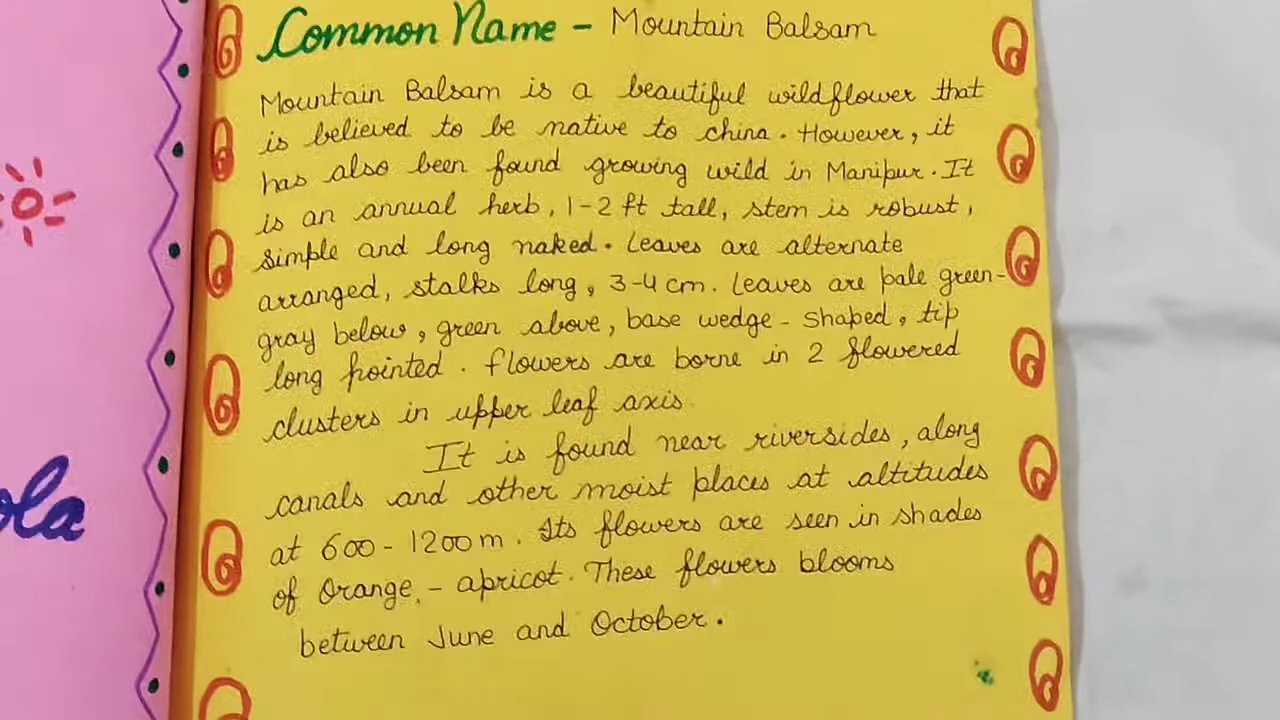 Common Name - Mountain Balsam
Mountain Balsam is a beautiful wildflower that
is believed to be native to china. However, it
has also been found growing wild in Manipur. It
is an annual herb, 1-2 ft tall, stem is robust,
simple and long naked. Leaves are alternate
arranged, stalks long, 3-4 cm. Leaves are pale green-
gray below, green above, base wedge - shaped, tip
long pointed. flowers are borne in 2 flowered
clusters in upper leaf axis.
It is found near riversides, along
canals and other moist places at altitudes
at 600 - 1200 m. Its flowers are seen in shades
of Orange, - apricot. These flowers blooms
between June and October.
ola